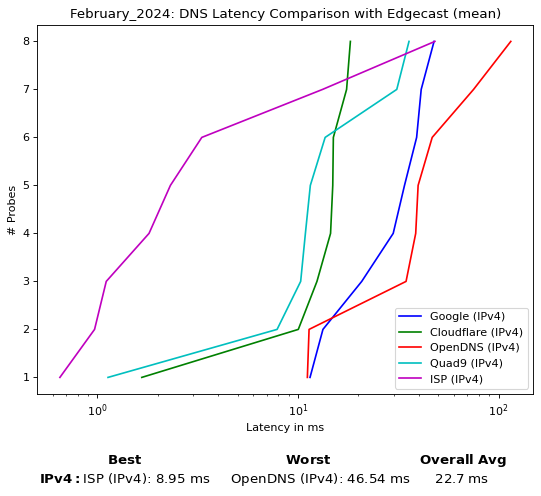 February_2024: DNS Latency Comparison with Edgecast (mean)
# Probes
8
7
6
5
4
3
2
1
Google (IPv4)
Cloudflare (IPv4)
OpenDNS (IPv4)
Quad9 (IPv4)
ISP (IPv4)
10⁰ 10¹ 10²
Latency in ms
Best Worst Overall Avg
IPv4: ISP (IPv4): 8.95 ms OpenDNS (IPv4): 46.54 ms 22.7 ms